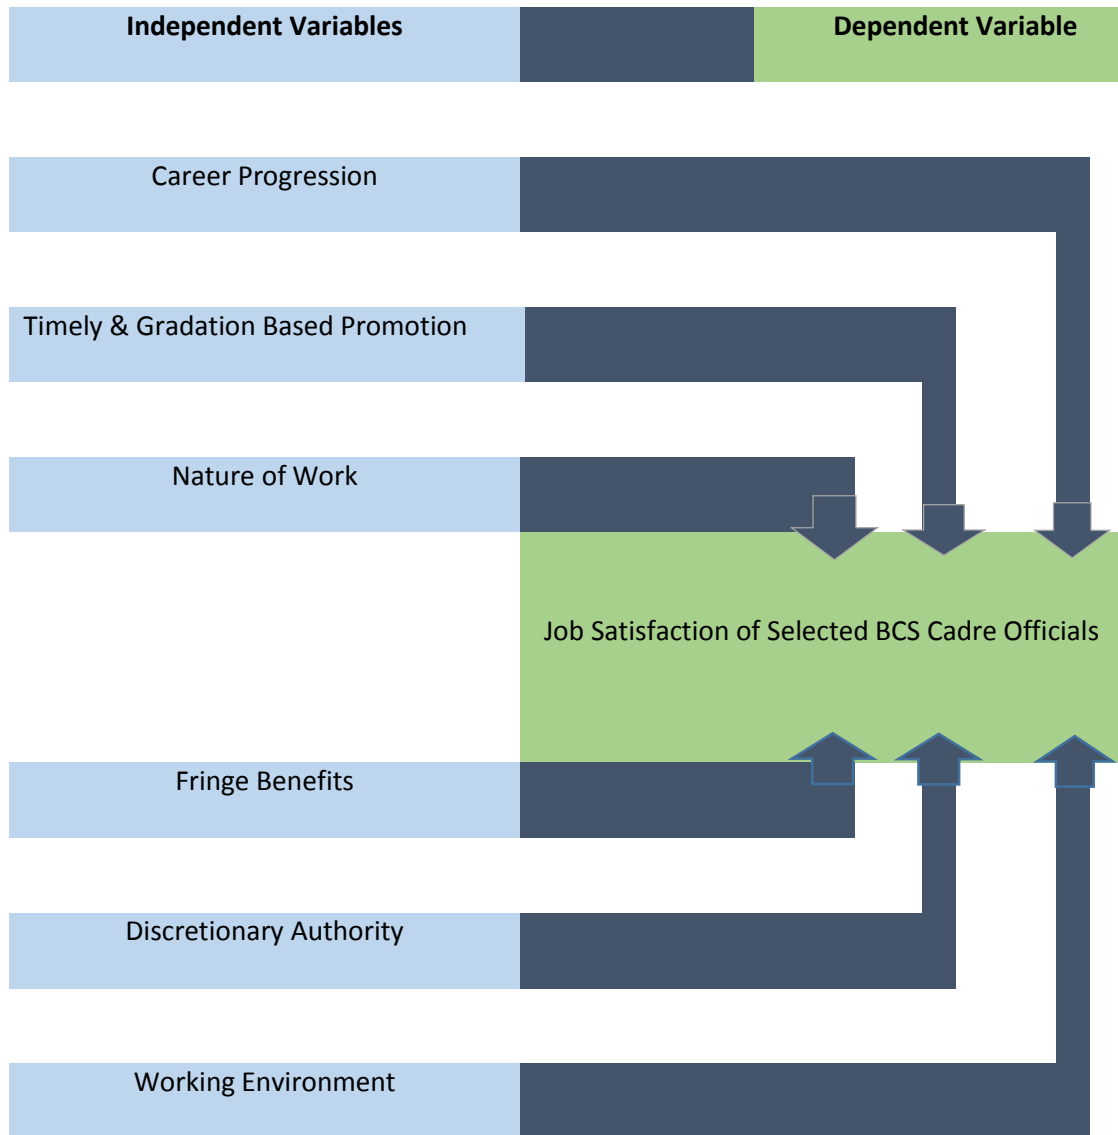 Independent Variables
Dependent Variable
Career Progression
Timely & Gradation Based Promotion
Nature of Work
Job Satisfaction of Selected BCS Cadre Officials
Fringe Benefits
Discretionary Authority
Working Environment